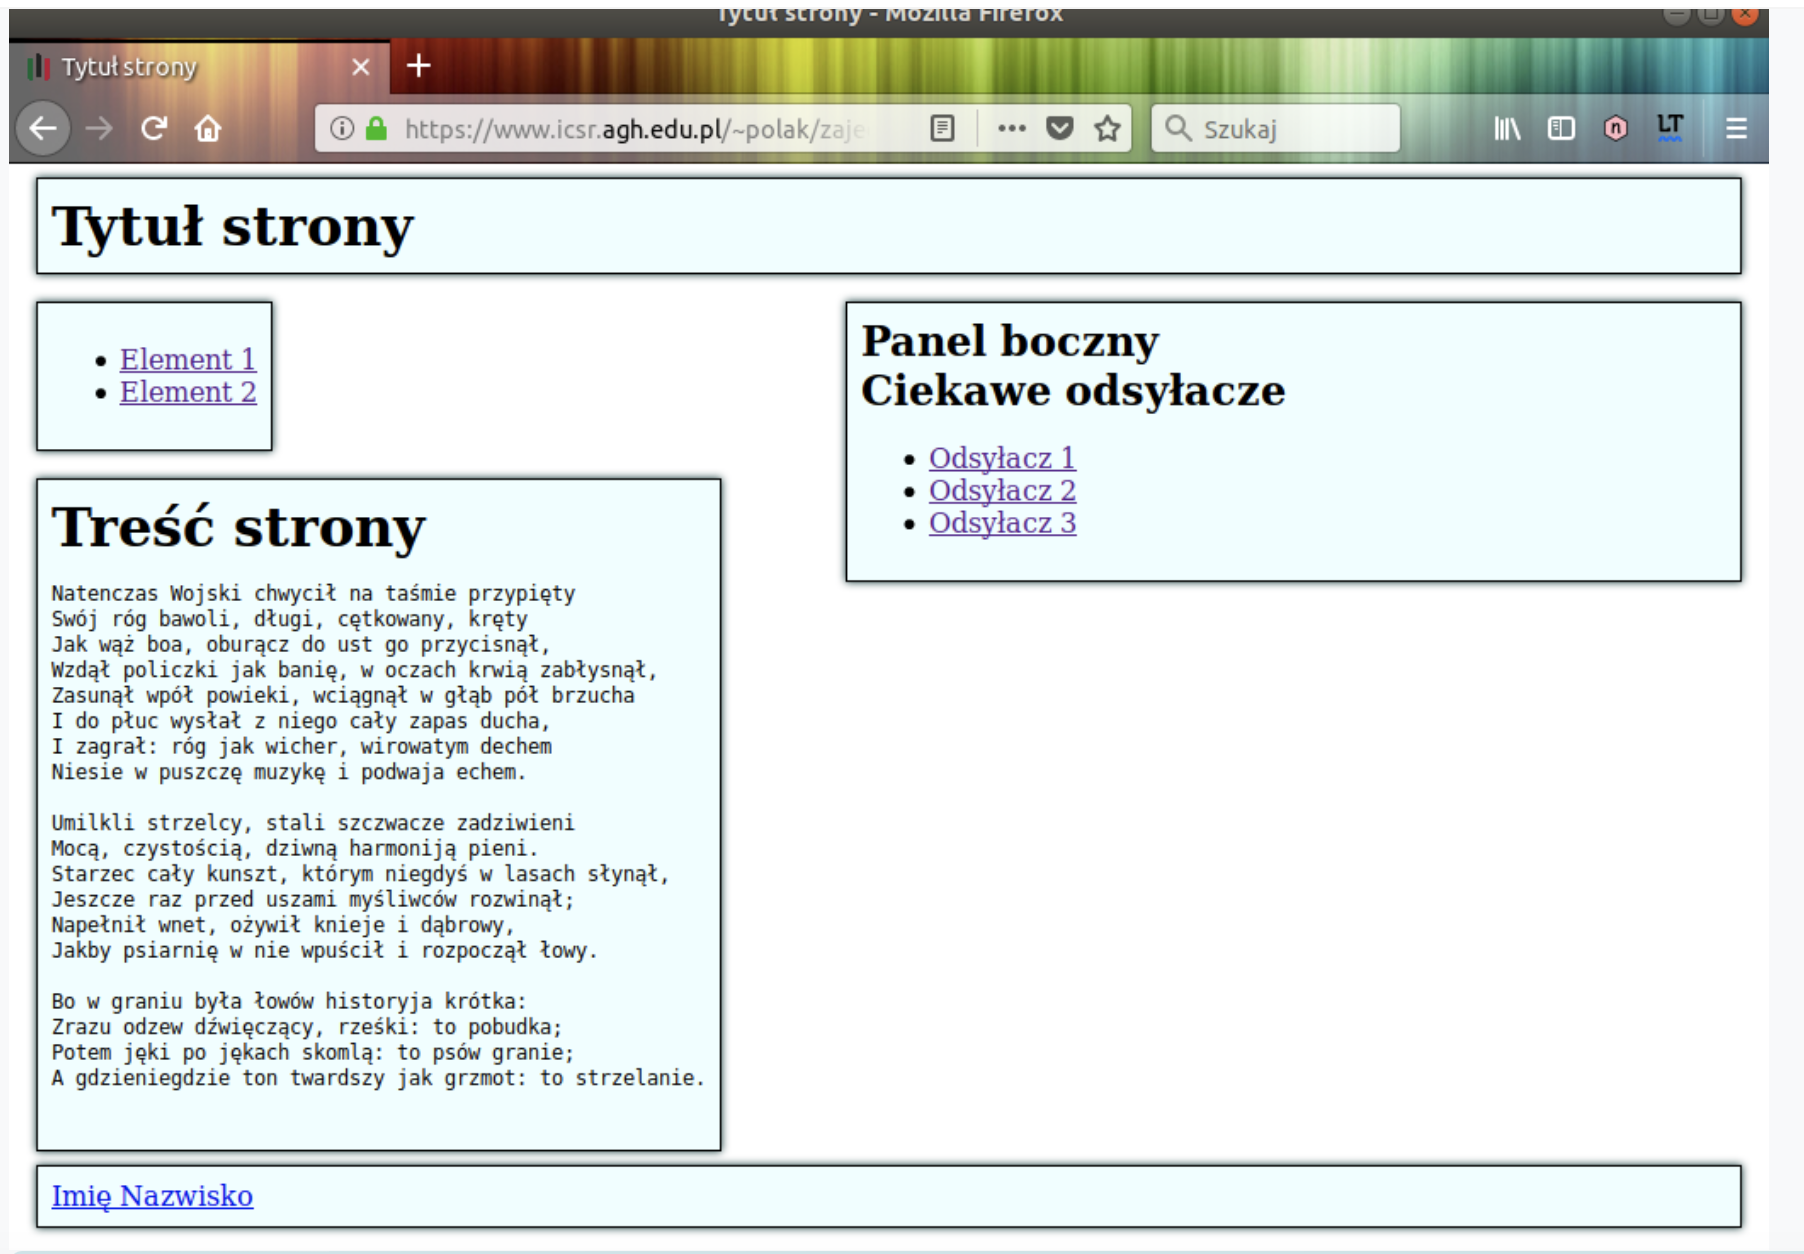 Tytuł strony - Mozilla Firefox
Tytuł strony
https://www.icsr.agh.edu.pl/~polak/zaje
Szukaj
LT
Tytuł strony
Element 1
Element 2
Panel boczny
Ciekawe odsyłacze
Odsyłacz 1
Odsyłacz 2
Odsyłacz 3
Treść strony
Natenczas Wojski chwycił na taśmie przypięty
Swój róg bawoli, długi, cętkowany, kręty
Jak wąż boa, oburącz do ust go przycisnął,
Wzdął policzki jak banię, w oczach krwią zabłysnął,
Zasunął wpół powieki, wciągnął w głąb pół brzucha
I do płuc wysłał z niego cały zapas ducha,
I zagrał: róg jak wicher, wirowatym dechem
Niesie w puszczę muzykę i podwaja echem.
Umilkli strzelcy, stali szczwacze zadziwieni
Mocą, czystością, dziwną harmoniją pieni.
Starzec cały kunszt, którym niegdyś w lasach słynął,
Jeszcze raz przed uszami myśliwców rozwinął;
Napełnił wnet, ożywił knieje i dąbrowy,
Jakby psiarnię w nie wpuścił i rozpoczął łowy.
Bo w graniu była łowów historyja krótka:
Zrazu odzew dźwięczący, rześki: to pobudka;
Potem jęki po jękach skomlą: to psów granie;
A gdzieniegdzie ton twardszy jak grzmot: to strzelanie.
Imię Nazwisko